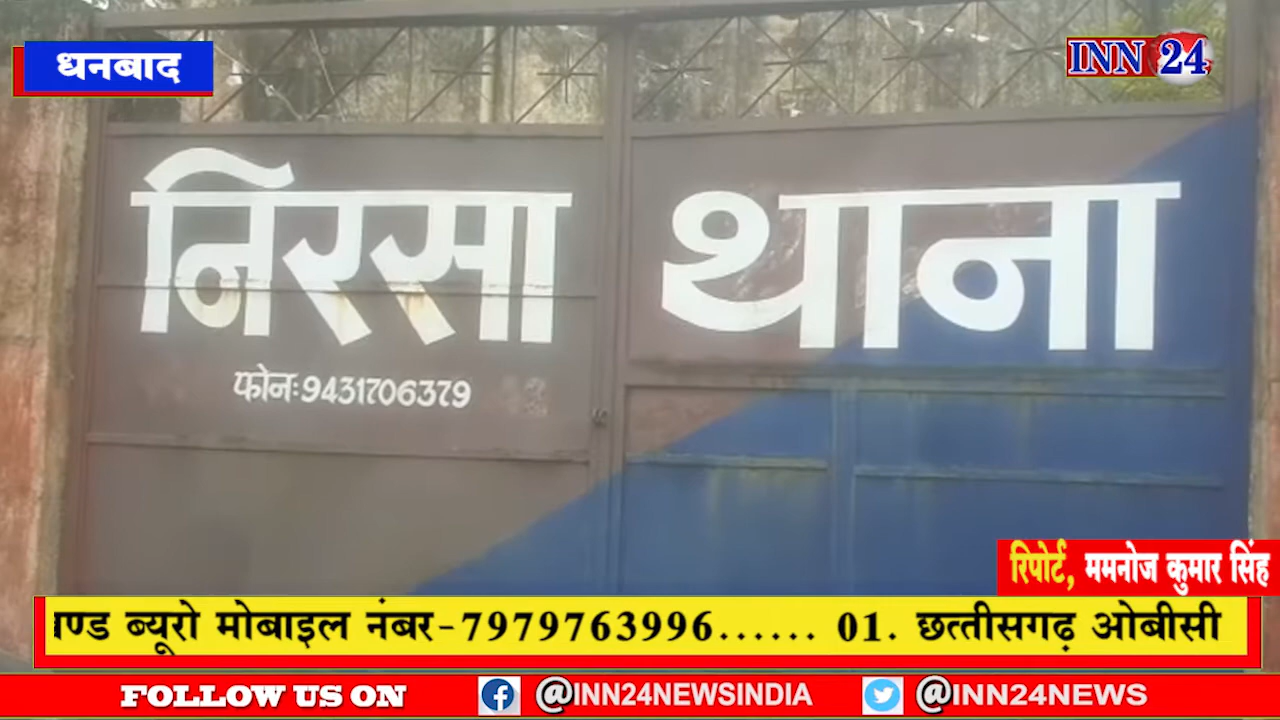 धनबाद
INN 24
निरसा थाना
फोन:9431706379
रिपोर्ट, ममनोज कुमार सिंह
ण्ड ब्यूरो मोबाइल नंबर-7979763996...... 01. छत्तीसगढ़ ओबीसी
FOLLOW US ON @INN24NEWSINDIA @INN24NEWS